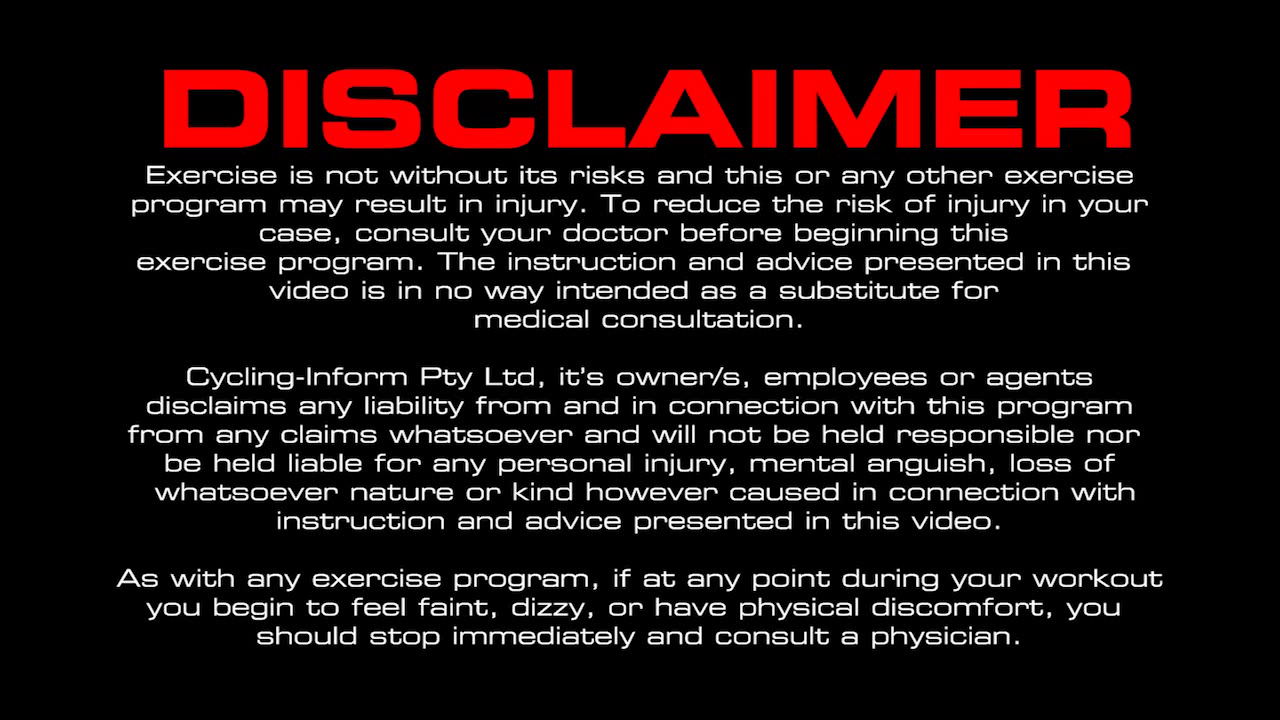 DISCLAIMER
Exercise is not without its risks and this or any other exercise
program may result in injury. To reduce the risk of injury in your
case, consult your doctor before beginning this
exercise program. The instruction and advice presented in this
video is in no way intended as a substitute for
medical consultation.
Cycling-Inform Pty Ltd, it's owner/s, employees or agents
disclaims any liability from and in connection with this program
from any claims whatsoever and will not be held responsible nor
be held liable for any personal injury, mental anguish, loss of
whatsoever nature or kind however caused in connection with
instruction and advice presented in this video.
As with any exercise program, if at any point during your workout
you begin to feel faint, dizzy, or have physical discomfort, you
should stop immediately and consult a physician.